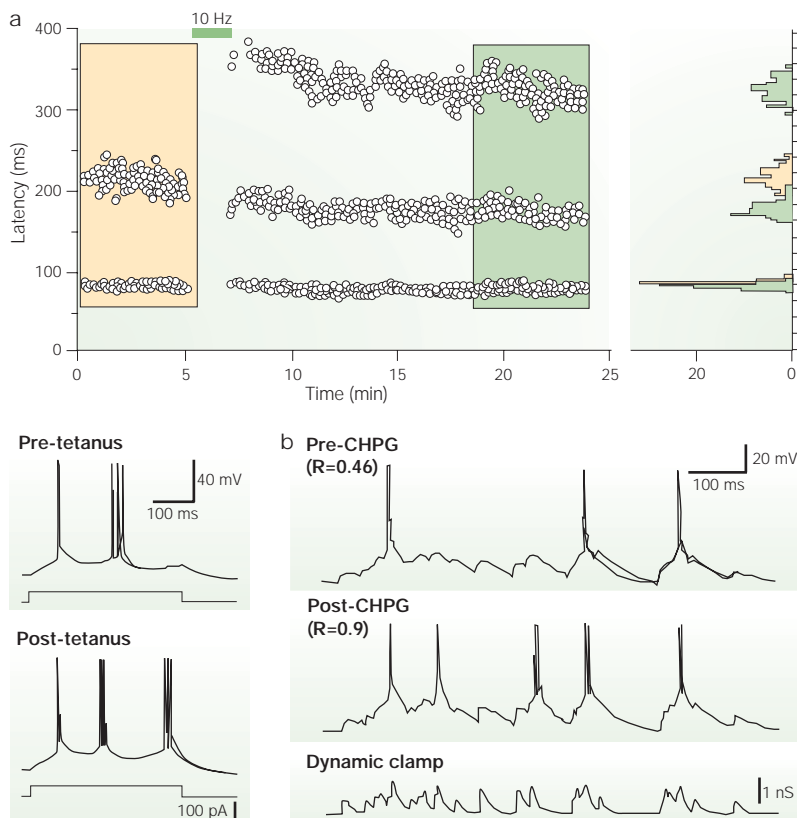 a
10 Hz
400
300
200
100
0
Latency (ms)
0 5 10 15 20 25
Time (min)
20 0
Pre-tetanus
40 mV
100 ms
Post-tetanus
100 pA
b
Pre-CHPG
(R=0.46)
20 mV
100 ms
Post-CHPG
(R=0.9)
Dynamic clamp
1 nS